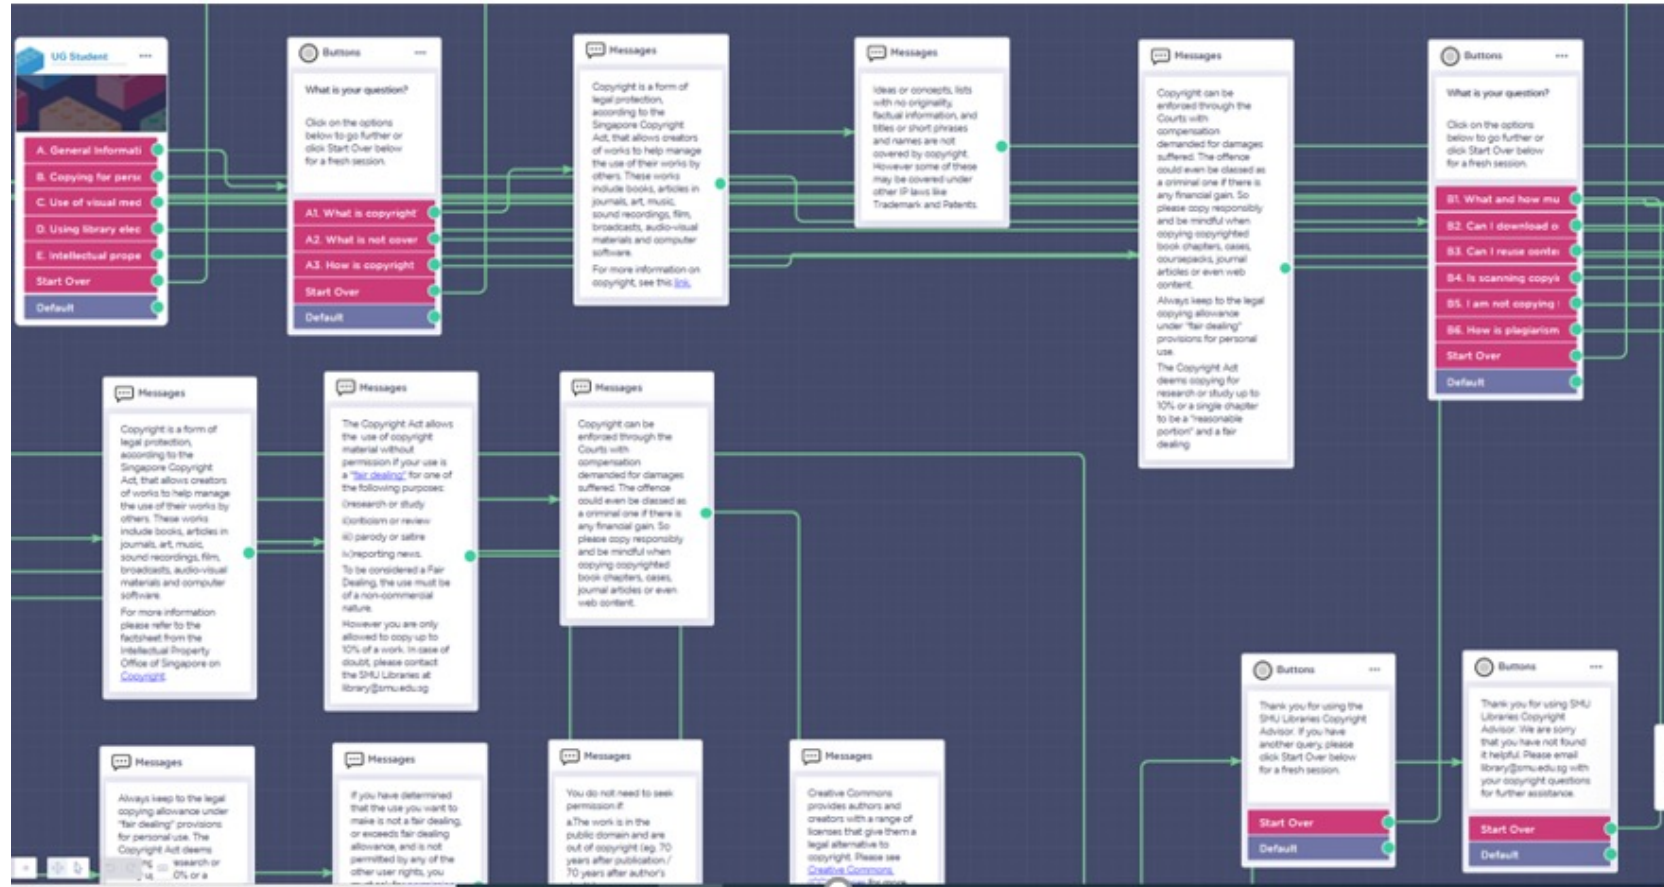 UG Student
A. General Informati
B. Copying for pers
C. Use of visual med
D. Using library elec
E. Intellectual prope
Start Over
Default
Buttons
What is your question?
Click on the options
below to go further or
click Start Over below
for a fresh session.
A1. What is copyright
A2. What is not cover
A3. How is copyright
Start Over
Default
Messages
Copyright is a form of
legal protection,
according to the
Singapore Copyright
Act, that allows creators
of works to help manage
the use of their works by
others. These works
include books, articles in
journals, art, music,
sound recordings, film,
broadcasts, audio-visual
materials and computer
software.
For more information on
copyright, see this link.
Messages
Ideas or concepts, lists
with no originality,
factual information, and
titles or short phrases
and names are not
covered by copyright.
However some of these
may be covered under
other IP laws like
Trademark and Patents.
Messages
Copyright can be
enforced through the
Courts with
compensation
demanded for damages
suffered. The offence
could even be classed as
a criminal one if there is
any financial gain. So
please copy responsibly
and be mindful when
copying copyrighted
book chapters, cases,
coursepacks, journal
articles or even web
content.
Always keep to the legal
copying allowance
under "fair dealing"
provisions for personal
use.
The Copyright Act
deems copying for
research or study up to
10% or a single chapter
to be a "reasonable
portion" and a fair
dealing
Buttons
What is your question?
Click on the options
below to go further or
click Start Over below
for a fresh session.
B1. What and how mu
B2. Can I download o
B3. Can I reuse conte
B4. Is scanning copyi
B5. I am not copying
B6. How is plagiarism
Start Over
Default
Messages
Copyright is a form of
legal protection,
according to the
Singapore Copyright
Act, that allows creators
of works to help manage
the use of their works by
others. These works
include books, articles in
journals, art, music,
sound recordings, film,
broadcasts, audio-visual
materials and computer
software.
For more information
please refer to the
factsheet from the
Intellectual Property
Office of Singapore on
Copyright
Messages
The Copyright Act allows
the use of copyright
material without
permission if your use is
a "fair dealing" for one of
the following purposes:
i)research or study
ii)criticism or review
iii) parody or satire
iv)reporting news.
To be considered a Fair
Dealing, the use must be
of a non-commercial
nature.
However you are only
allowed to copy up to
10% of a work. In case of
doubt, please contact
the SMU Libraries at
library@smu.edu.sg
Messages
Copyright can be
enforced through the
Courts with
compensation
demanded for damages
suffered. The offence
could even be classed as
a criminal one if there is
any financial gain. So
please copy responsibly
and be mindful when
copying copyrighted
book chapters, cases,
journal articles or even
web content.
Messages
Always keep to the legal
copying allowance under
"fair dealing" provisions
for personal use. The
Copyright Act deems
research or
0% or a
Messages
If you have determined
that the use you want to
make is not a fair dealing,
or exceeds fair dealing
allowance, and is not
permitted by any of the
other user rights, you
Messages
You do not need to seek
permission if:
a.The work is in the
public domain and are
out of copyright (eg. 70
years after publication /
70 years after author's
Messages
Creative Commons
provides authors and
creators with a range of
licenses that give them a
legal alternative to
copyright. Please see
Creative Commons
Buttons
Thank you for using the
SMU Libraries Copyright
Advisor. If you have
another query, please
click Start Over below
for a fresh session.
Start Over
Default
Buttons
Thank you for using SMU
Libraries Copyright
Advisor. We are sorry
that you have not found
it helpful. Please email
library@smu.edu.sg with
your copyright questions
for further assistance.
Start Over
Default